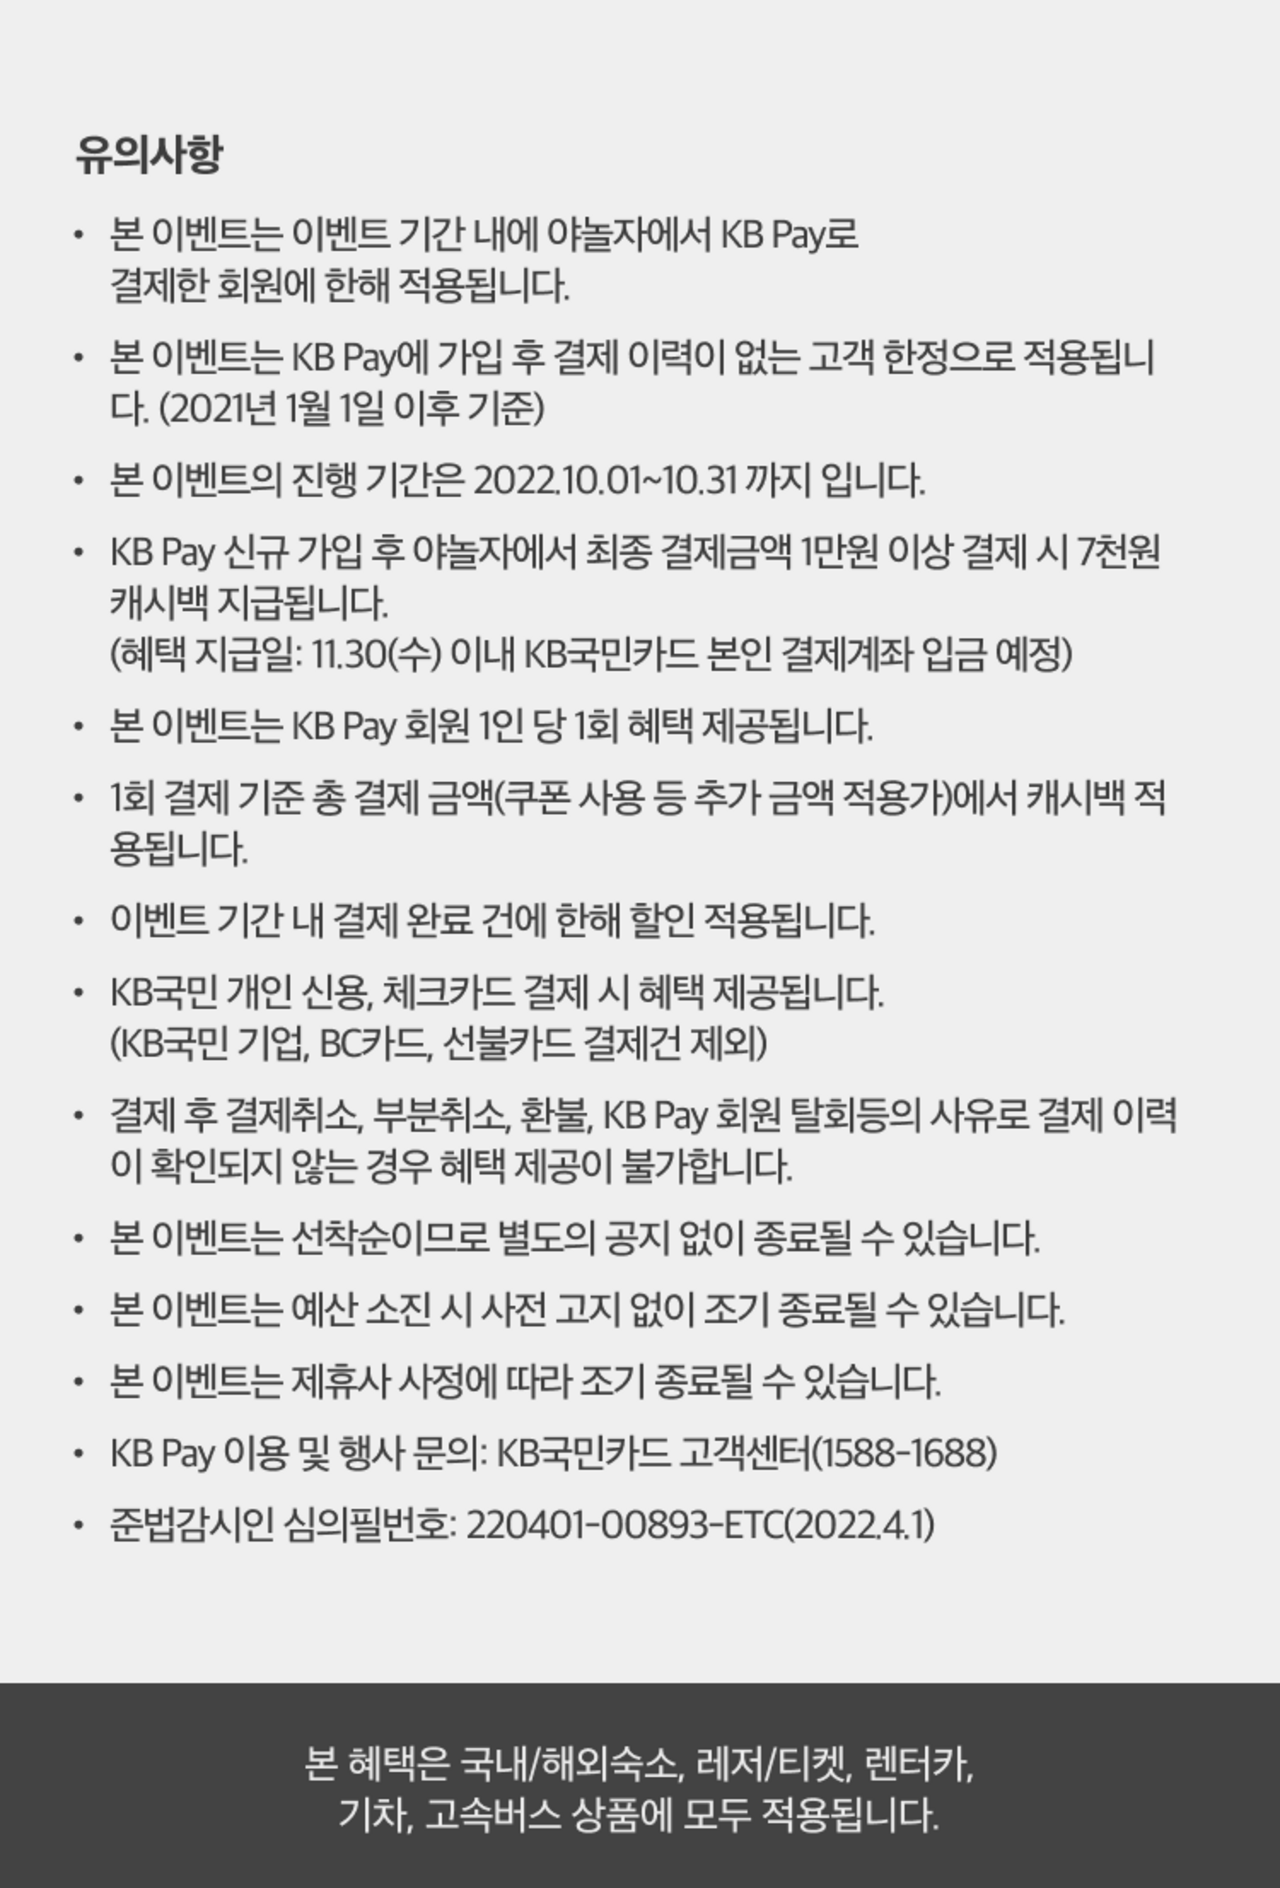 유의사항
• 본 이벤트는 이벤트 기간 내에 야놀자에서 KB Pay로
결제한 회원에 한해 적용됩니다.
• 본 이벤트는 KB Pay에 가입 후 결제 이력이 없는 고객 한정으로 적용됩니
다. (2021년 1월 1일 이후 기준)
• 본 이벤트의 진행 기간은 2022.10.01~10.31 까지 입니다.
• KB Pay 신규 가입 후 야놀자에서 최종 결제금액 1만원 이상 결제 시 7천원
캐시백 지급됩니다.
(혜택 지급일: 11.30(수) 이내 KB국민카드 본인 결제계좌 입금 예정)
• 본 이벤트는 KB Pay 회원 1인 당 1회 혜택 제공됩니다.
• 1회 결제 기준 총 결제 금액(쿠폰 사용 등 추가 금액 적용가)에서 캐시백 적
용됩니다.
• 이벤트 기간 내 결제 완료 건에 한해 할인 적용됩니다.
• KB국민 개인 신용, 체크카드 결제 시 혜택 제공됩니다.
(KB국민 기업, BC카드, 선불카드 결제건 제외)
• 결제 후 결제취소, 부분취소, 환불, KB Pay 회원 탈회등의 사유로 결제 이력
이 확인되지 않는 경우 혜택 제공이 불가합니다.
• 본 이벤트는 선착순이므로 별도의 공지 없이 종료될 수 있습니다.
• 본 이벤트는 예산 소진 시 사전 고지 없이 조기 종료될 수 있습니다.
• 본 이벤트는 제휴사 사정에 따라 조기 종료될 수 있습니다.
• KB Pay 이용 및 행사 문의: KB국민카드 고객센터(1588-1688)
• 준법감시인 심의필번호: 220401-00893-ETC(2022.4.1)
본 혜택은 국내/해외숙소, 레저/티켓, 렌터카,
기차, 고속버스 상품에 모두 적용됩니다.